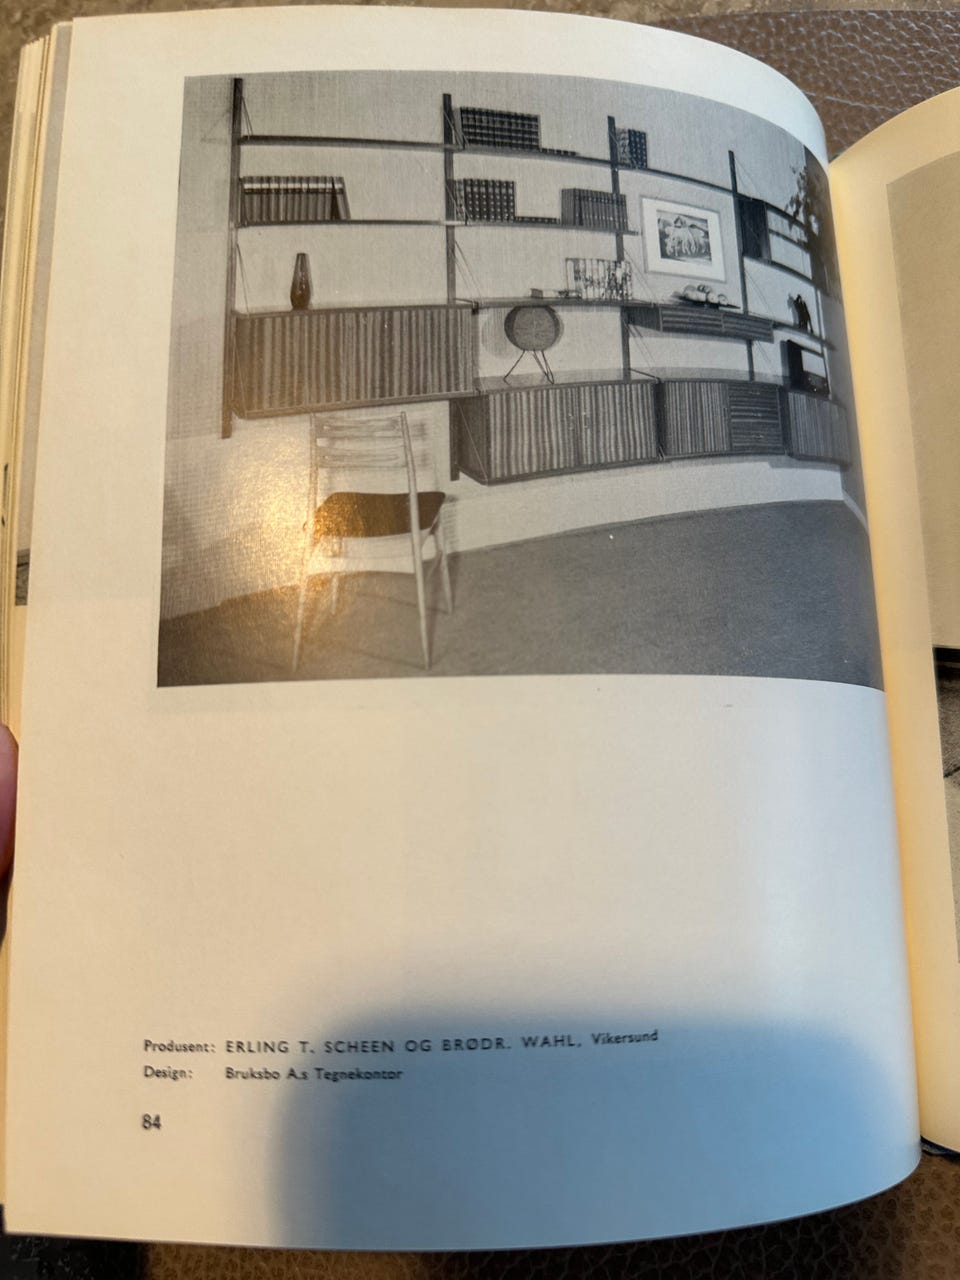 Produsent: ERLING T. SCHEEN OG BRØDR. WAHL, Vikersund
Design: Bruksbo A.s Tegnekontor
84